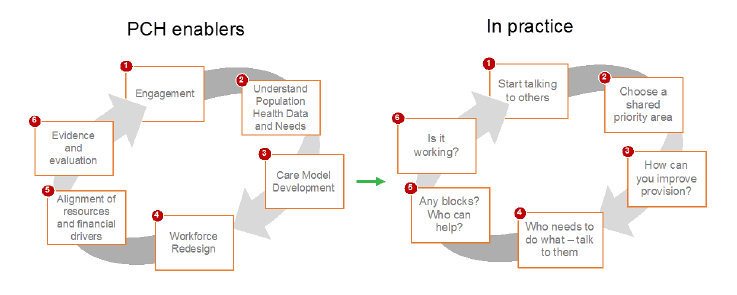 PCH enablers
1
Engagement
2
Understand
Population
Health Data
and Needs
3
Care Model
Development
4
Workforce
Redesign
5
Alignment of
resources
and financial
drivers
6
Evidence
and
evaluation
In practice
1
Start talking
to others
2
Choose a
shared
priority area
3
How can
you improve
provision?
4
Who needs to
do what – talk
to them
5
Any blocks?
Who can
help?
6
Is it
working?